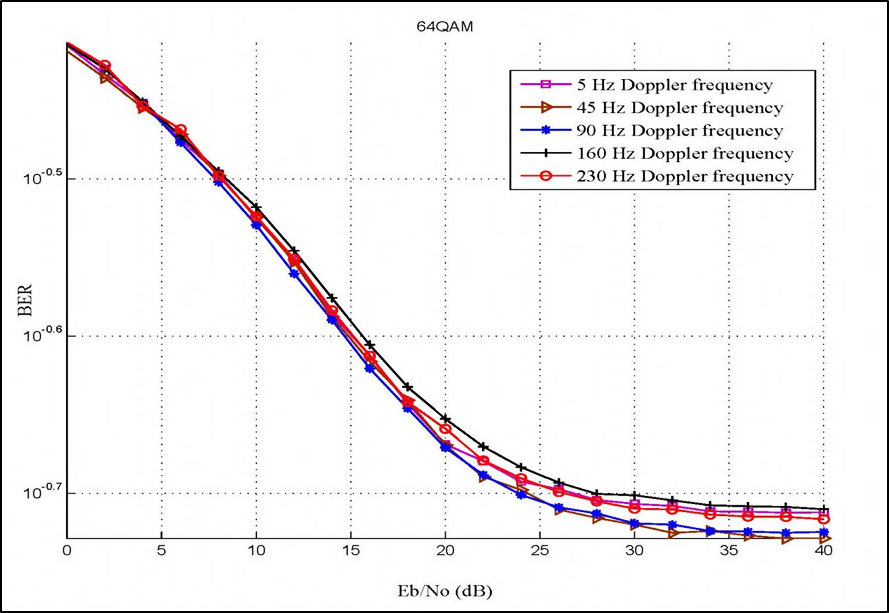 64QAM
5 Hz Doppler frequency
45 Hz Doppler frequency
90 Hz Doppler frequency
160 Hz Doppler frequency
230 Hz Doppler frequency
10^-0.5
10^-0.6
10^-0.7
BER
0 5 10 15 20 25 30 35 40
Eb/No (dB)